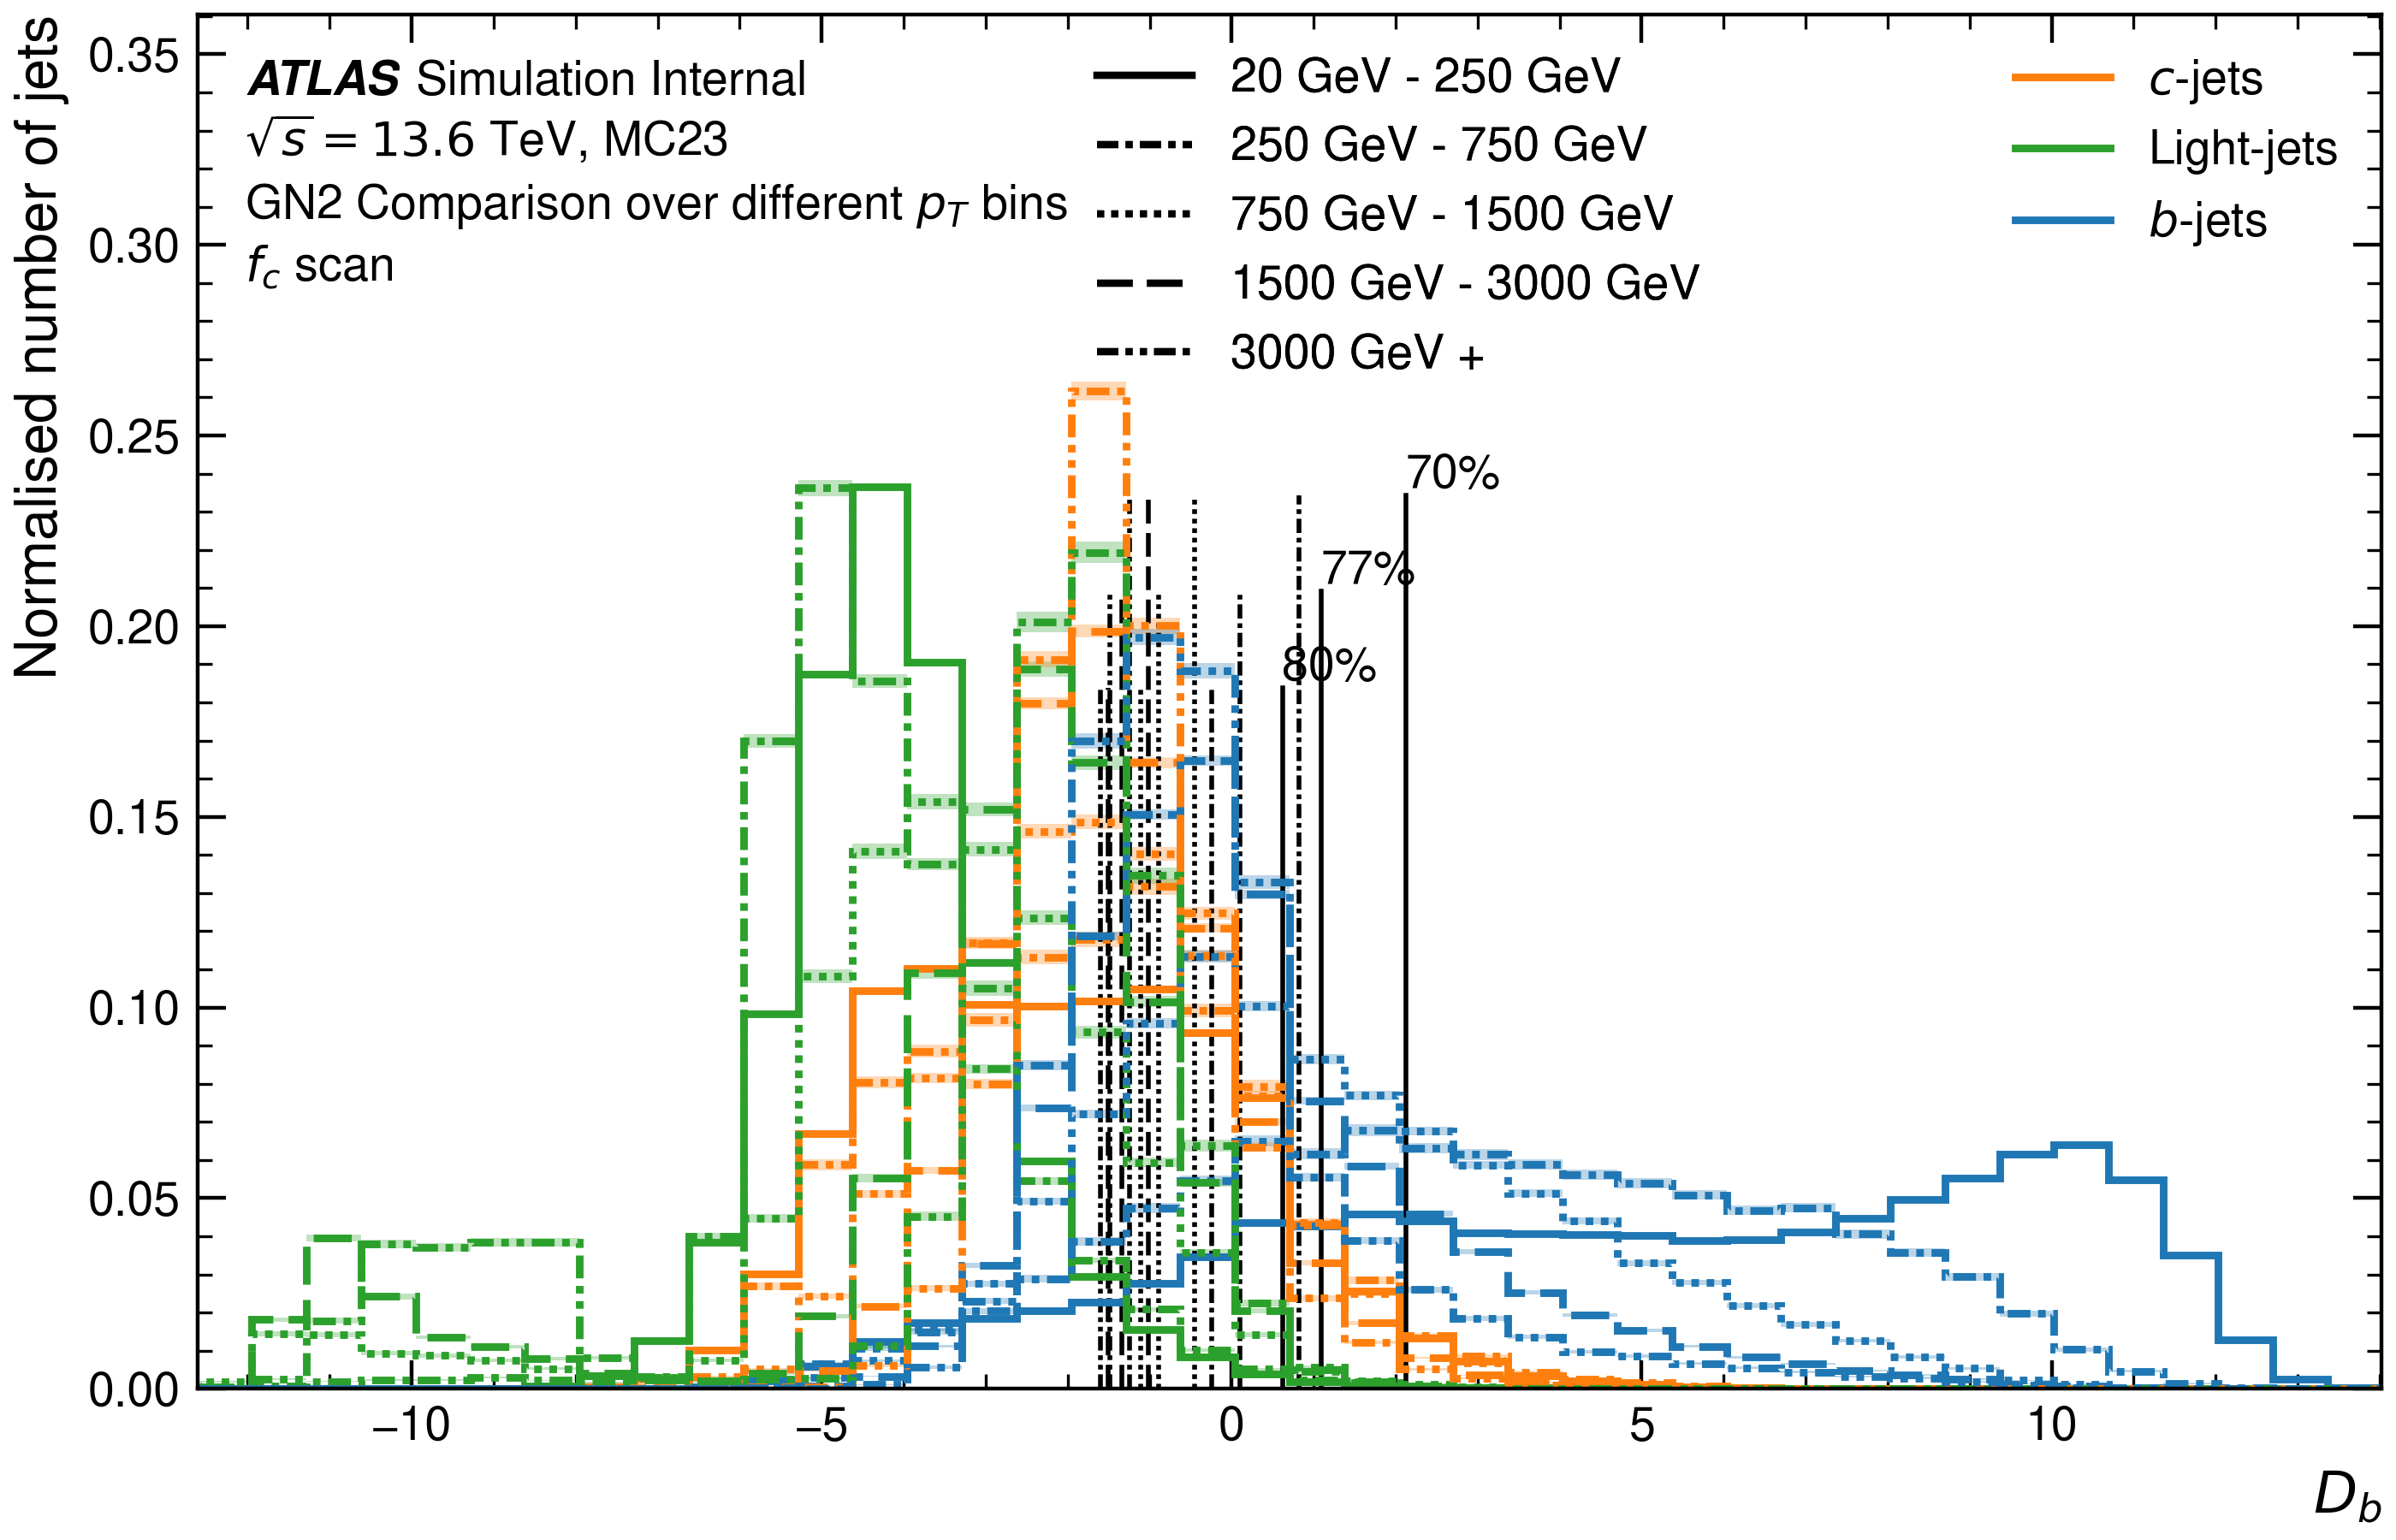 Normalised number of jets
0.35
0.30
0.25
0.20
0.15
0.10
0.05
0.00
ATLAS Simulation Internal
√s = 13.6 TeV, MC23
GN2 Comparison over different p_T bins
f_c scan
20 GeV - 250 GeV
250 GeV - 750 GeV
750 GeV - 1500 GeV
1500 GeV - 3000 GeV
3000 GeV +
c-jets
Light-jets
b-jets
70%
77%
80%
−10
−5
0
5
10
D_b